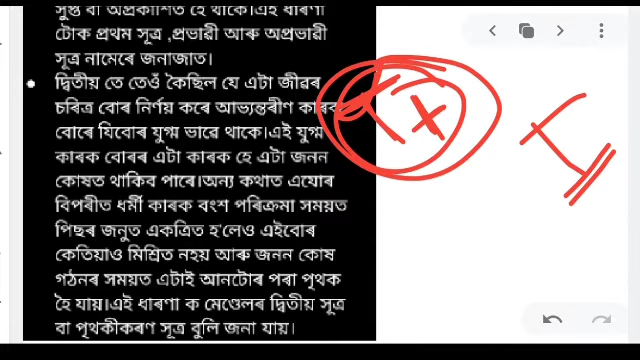 সুপ্ত বা অপ্ৰকাশিত হে থাকে।এই ধাৰণা
টোক প্ৰথম সূত্ৰ ,প্ৰভাৱী আৰু অপ্ৰভাৱী
সূত্ৰ নামেৰে জনাজাত।
দ্বিতীয় তে তেওঁ কৈছিল যে এটা জীৱৰ
চৰিত্ৰ বোৰ নিৰ্ণয় কৰে আভ্যন্তৰীণ কাৰক
বোৰে যিবোৰ যুগ্ম ভাৱে থাকে।এই যুগ্ম
কাৰক বোৰৰ এটা কাৰক হে এটা জনন
কোষত থাকিব পাৰে।অন্য কথাত এযোৰ
বিপৰীত ধৰ্মী কাৰক বংশ পৰিক্ৰমা সময়ত
পিছৰ জনুত একত্ৰিত হ'লেও এইবোৰ
কেতিয়াও মিশ্ৰিত নহয় আৰু জনন কোষ
গঠনৰ সময়ত এটাই আনটোৰ পৰা পৃথক
হৈ যায়।এই ধাৰণা ক মেণ্ডেলৰ দ্বিতীয় সূত্ৰ
বা পৃথকীকৰণ সূত্ৰ বুলি জনা যায়।